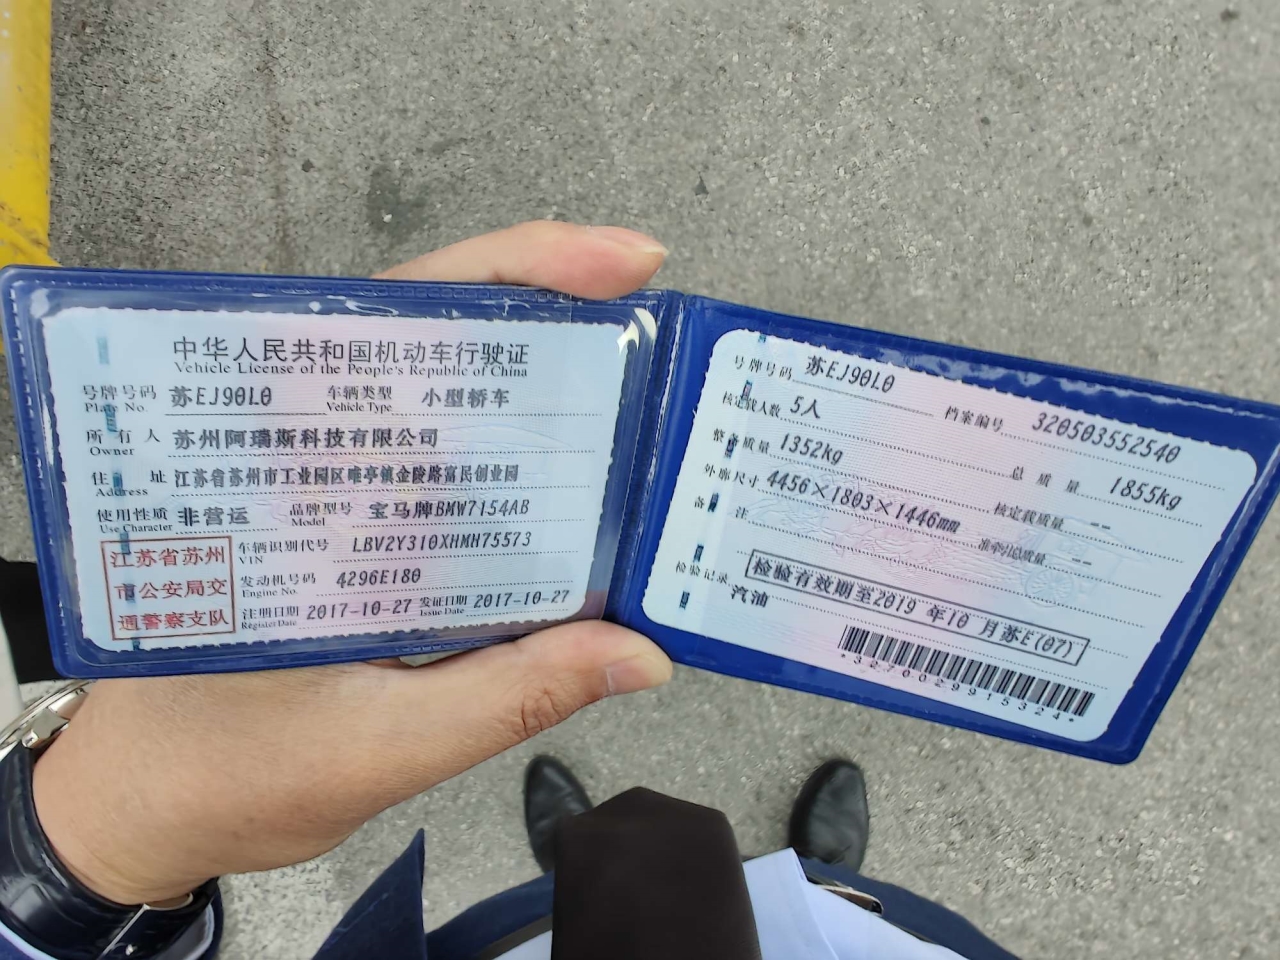 中华人民共和国机动车行驶证
Vehicle License of the People's Republic of China
号牌号码 苏EJ90L0 车辆类型 小型轿车
Plate No. Vehicle Type
所有人 苏州阿瑞斯科技有限公司
Owner
住址 江苏省苏州市工业园区唯亭镇金陵路富民创业园
Address
使用性质 非营运 品牌型号 宝马牌BMW7154AB
Use Character Model
江苏省苏州
市公安局交
通警察支队
车辆识别代号 LBV2Y310XHMH75573
VIN
发动机号码 4296E180
Engine No.
注册日期 2017-10-27 发证日期 2017-10-27
Register Date Issue Date
号牌号码 苏EJ90L0 档案编号 320503552540
核定载人数 5人 总质量 1855kg
整备质量 1352kg 核定载质量 --
外廓尺寸 4456×1803×1446mm 准牵引总质量 --
备注
检验有效期至2019 年10 月苏E(07)
检验记录
汽油
*3270029915324*